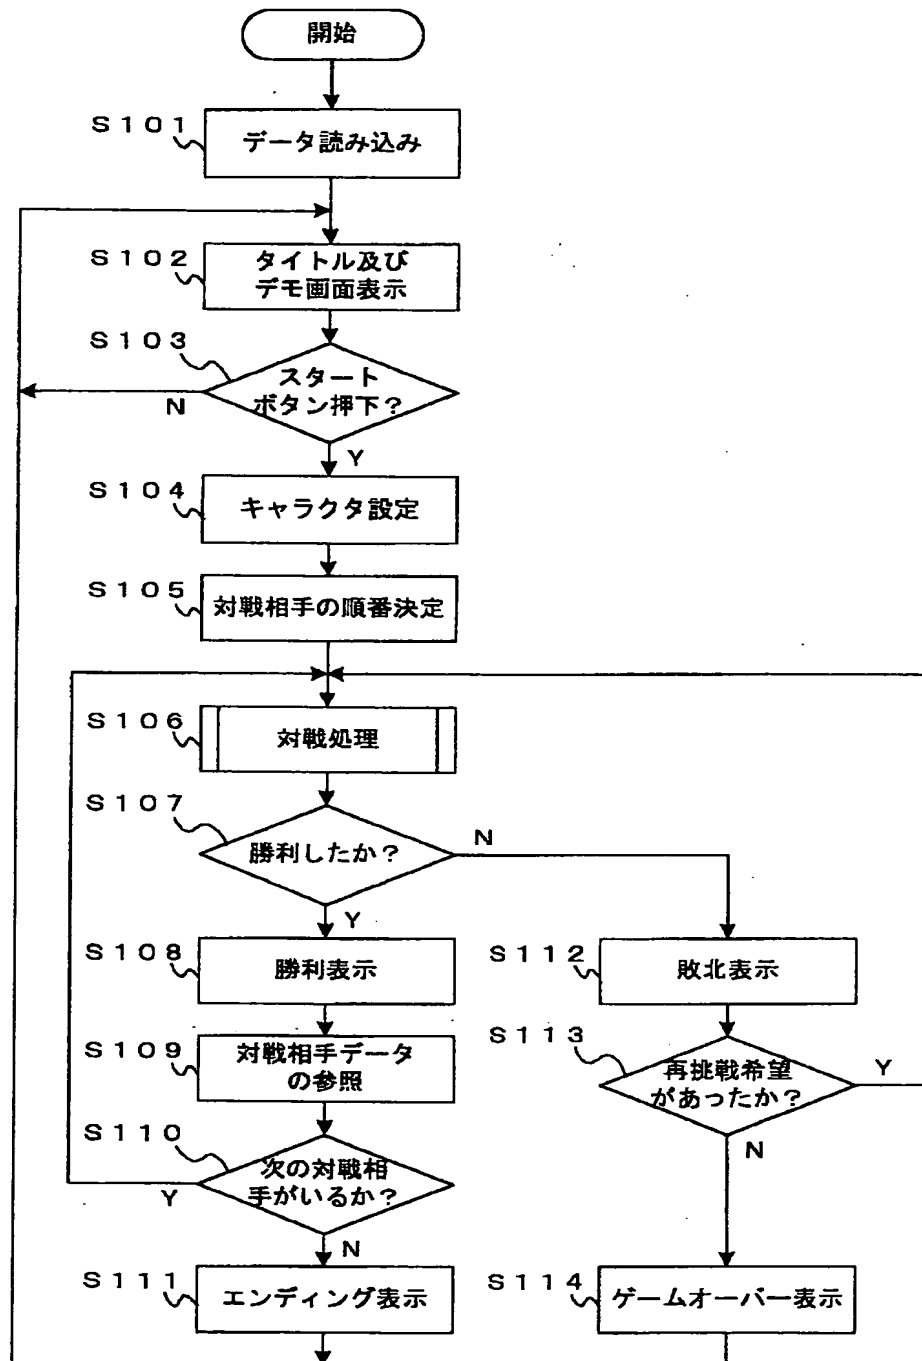 開始
Ｓ１０１
データ読み込み
Ｓ１０２
タイトル及び
デモ画面表示
Ｓ１０３
スタート
ボタン押下？
N
Y
Ｓ１０４
キャラクタ設定
Ｓ１０５
対戦相手の順番決定
Ｓ１０６
対戦処理
Ｓ１０７
勝利したか？
N
Y
Ｓ１０８
勝利表示
Ｓ１１２
敗北表示
Ｓ１０９
対戦相手データ
の参照
Ｓ１１３
再挑戦希望
があったか？
Y
N
Ｓ１１０
次の対戦相
手がいるか？
Y
N
Ｓ１１１
エンディング表示
Ｓ１１４
ゲームオーバー表示